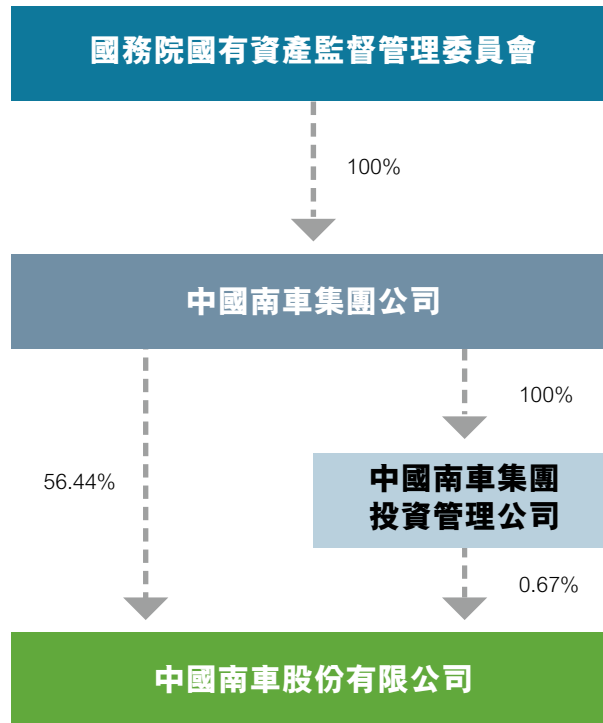 國務院國有資產監督管理委員會
100%
中國南車集團公司
100%
56.44%
中國南車集團
投資管理公司
0.67%
中國南車股份有限公司